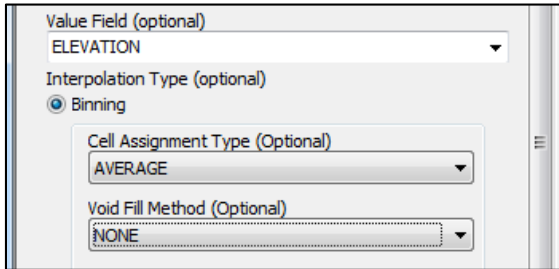 Value Field (optional)
ELEVATION
Interpolation Type (optional)
Binning
Cell Assignment Type (Optional)
AVERAGE
Void Fill Method (Optional)
NONE